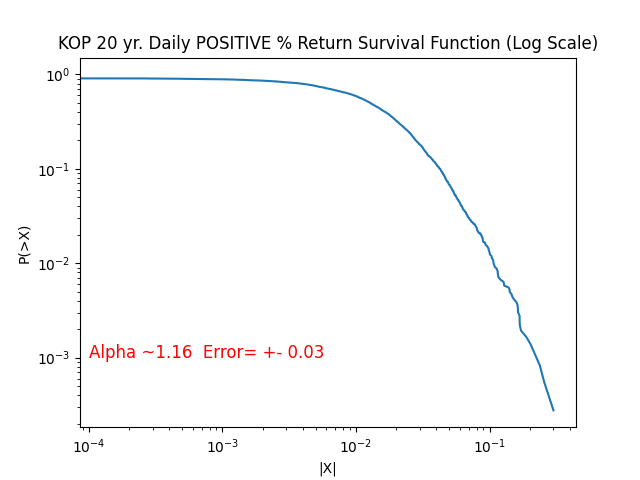 KOP 20 yr. Daily POSITIVE % Return Survival Function (Log Scale)
10^0
10^-1
P(>X)
10^-2
Alpha ~1.16  Error= +- 0.03
10^-3
10^-4 10^-3 10^-2 10^-1
|X|